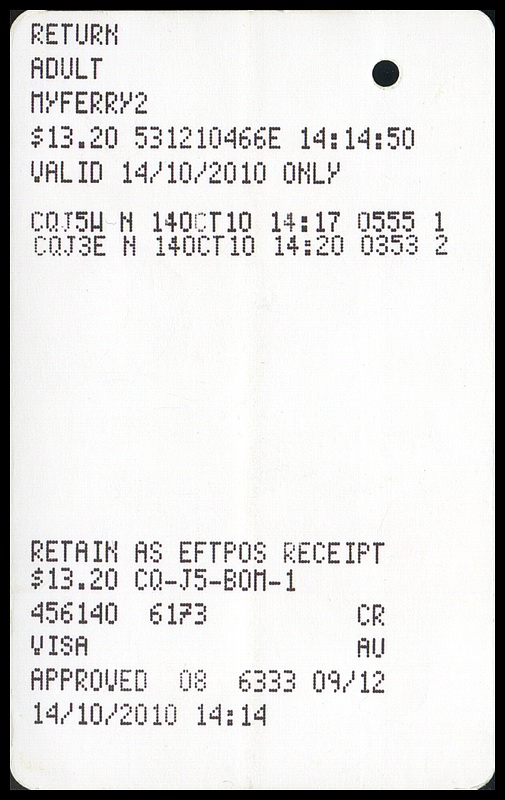 RETURN
ADULT
MYFERRY2
$13.20 531210466E 14:14:50
VALID 14/10/2010 ONLY
CQJ5W N 14OCT10 14:17 0555 1
CQJ3E N 14OCT10 14:20 0353 2
RETAIN AS EFTPOS RECEIPT
$13.20 CQ-J5-BOM-1
456140 6173 CR
VISA AU
APPROVED 08 6333 09/12
14/10/2010 14:14